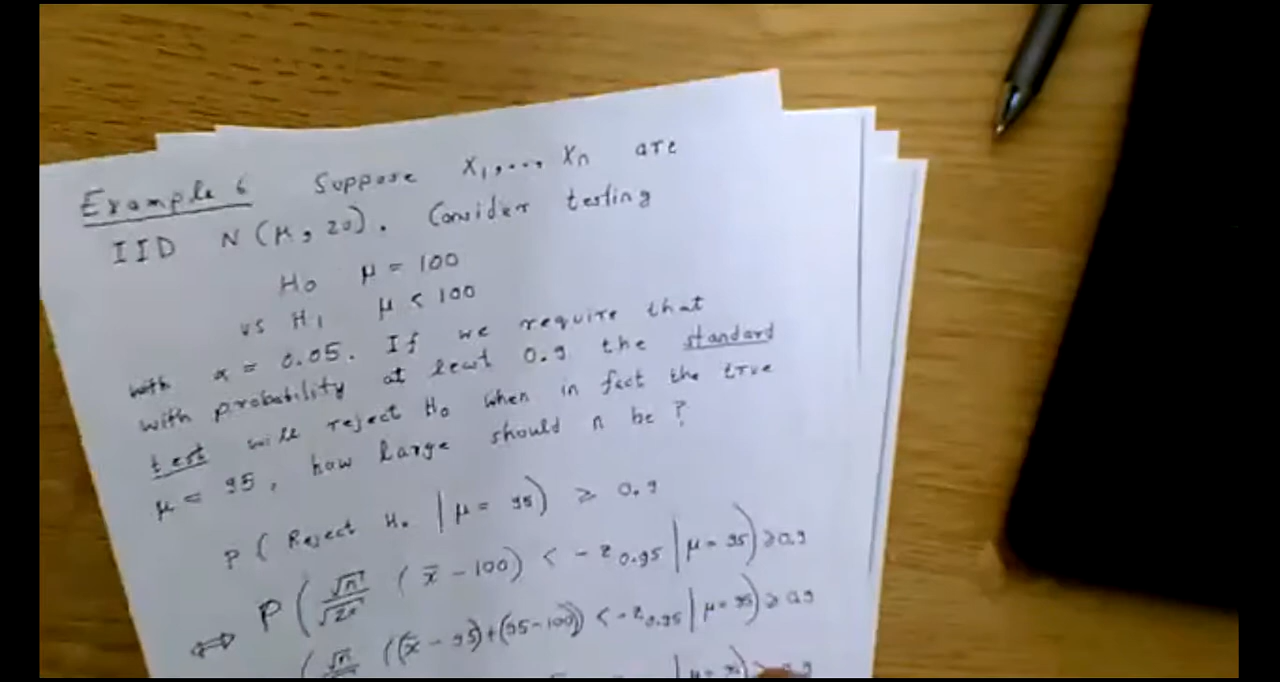 Example 6 Suppose X₁,..., Xn are
IID N(μ, 20). Consider testing
H₀ μ = 100
vs H₁ μ < 100
with α = 0.05. If we require that
with probability at least 0.9 the standard
test will reject H₀ when in fact the true
μ = 95, how large should n be?
P(Reject H₀ | μ = 95) ≥ 0.9
⇔ P(√n/√20 (x̄ - 100) < -z₀.₉₅ | μ = 95) ≥ 0.9
(√n ((x̄ - 95) + (95 - 100)) < -z₀.₉₅ | μ = 95) ≥ 0.9